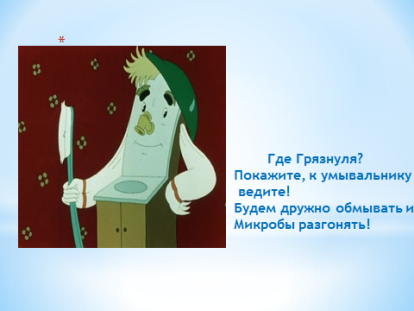 *
Где Грязнуля?
Покажите, к умывальнику
ведите!
Будем дружно обмывать и
Микробы разгонять!